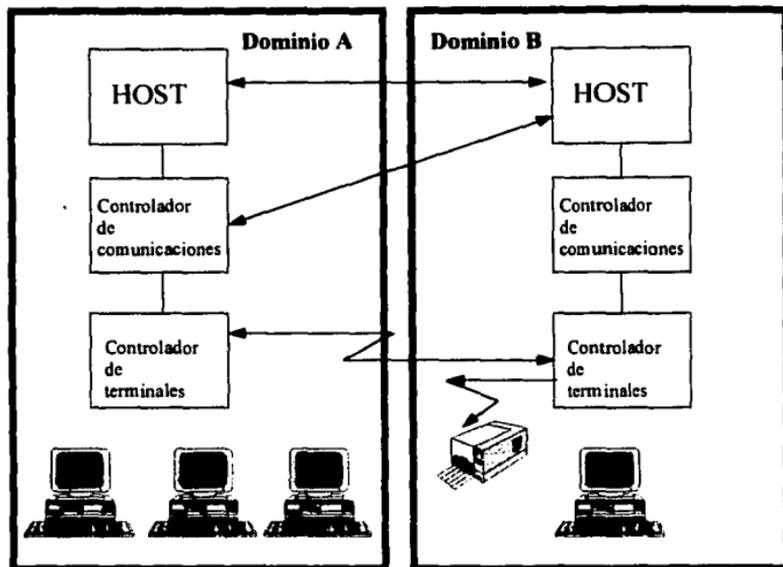 Dominio A
HOST
Controlador
de
comunicaciones
Controlador
de
terminales
Dominio B
HOST
Controlador
de
comunicaciones
Controlador
de
terminales